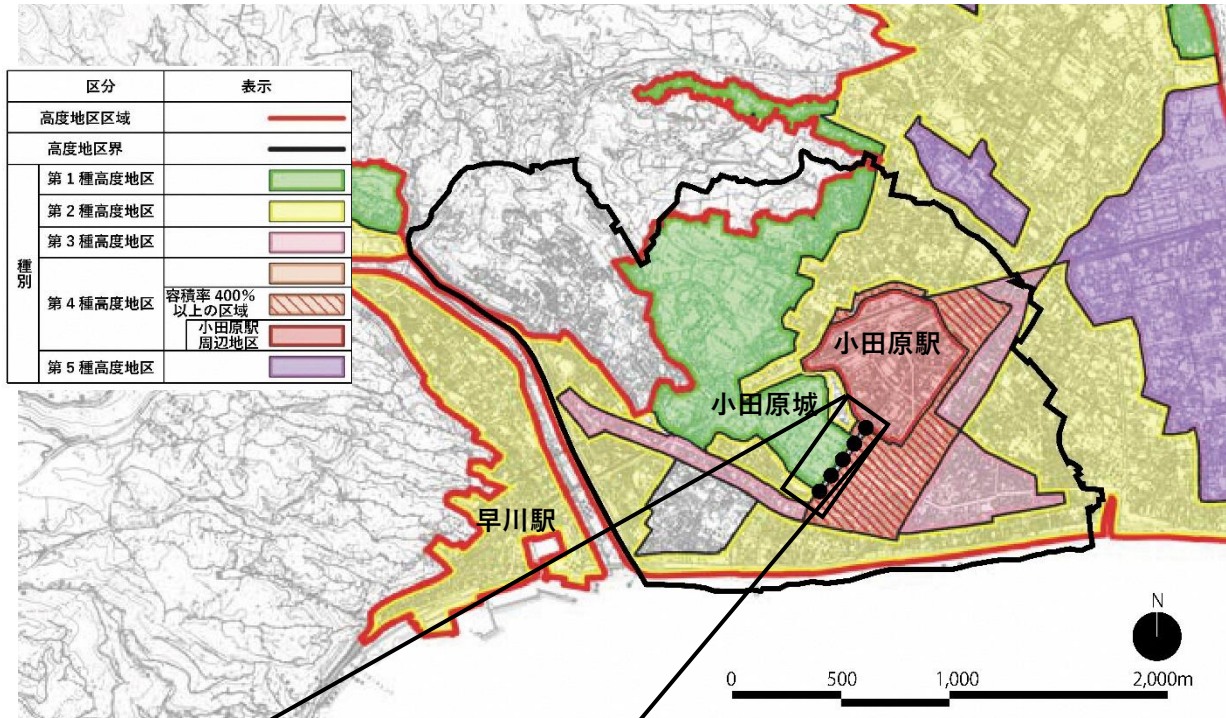 区分 表示
高度地区区域
高度地区界
種別
第1種高度地区
第2種高度地区
第3種高度地区
第4種高度地区
容積率 400%
以上の区域
小田原駅
周辺地区
第5種高度地区
小田原駅
小田原城
早川駅
N
0 500 1,000 2,000m